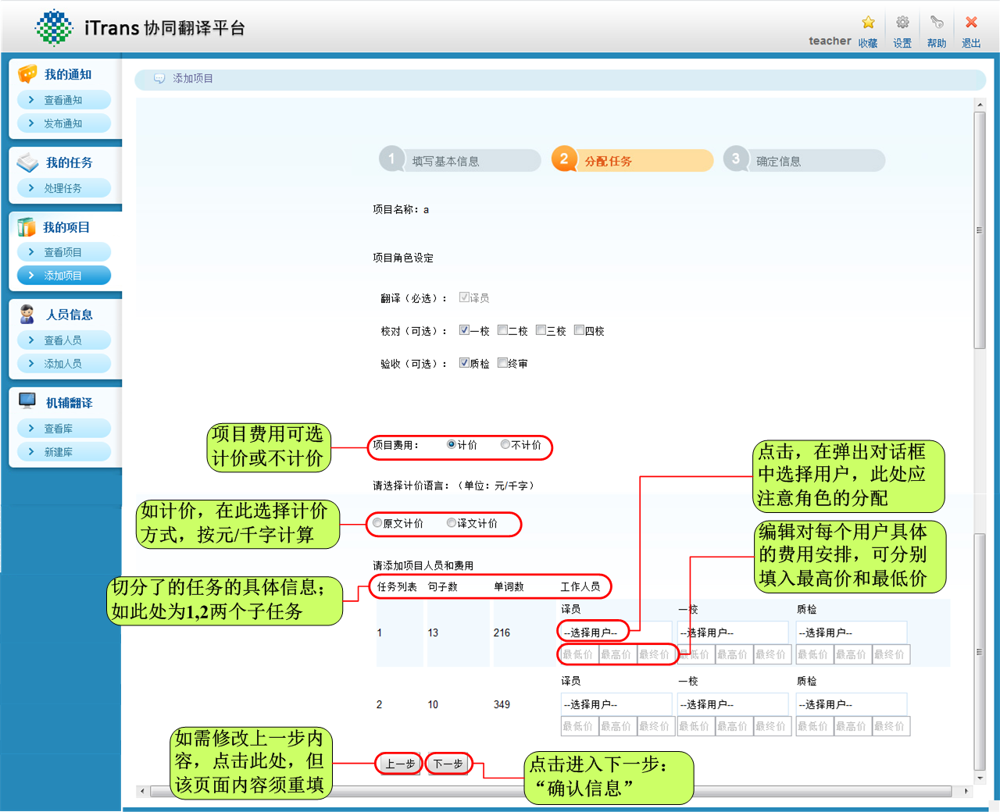 iTrans 协同翻译平台
teacher 收藏 设置 帮助 退出
我的通知
查看通知
发布通知
我的任务
处理任务
我的项目
查看项目
添加项目
人员信息
查看人员
添加人员
机辅翻译
查看库
新建库
添加项目
1 填写基本信息
2 分配任务
3 确定信息
项目名称：a
项目角色设定
翻译（必选）： 译员
校对（可选）： 一校 二校 三校 四校
验收（可选）： 质检 终审
项目费用可选
计价或不计价
项目费用： 计价 不计价
点击，在弹出对话框
中选择用户，此处应
注意角色的分配
请选择计价语言：（单位：元/千字）
如计价，在此选择计价
方式，按元/千字计算
原文计价 译文计价
编辑对每个用户具体
的费用安排，可分别
填入最高价和最低价
请添加项目人员和费用
切分了的任务的具体信息；
如此处为1,2两个子任务
任务列表 句子数 单词数 工作人员
译员 一校 质检
1 13 216 --选择用户-- --选择用户-- --选择用户--
最低价 最高价 最终价 最低价 最高价 最终价 最低价 最高价 最终价
译员 一校 质检
2 10 349 --选择用户-- --选择用户-- --选择用户--
最低价 最高价 最终价 最低价 最高价 最终价 最低价 最高价 最终价
如需修改上一步内
容，点击此处，但
该页面内容须重填
上一步 下一步
点击进入下一步：
“确认信息”